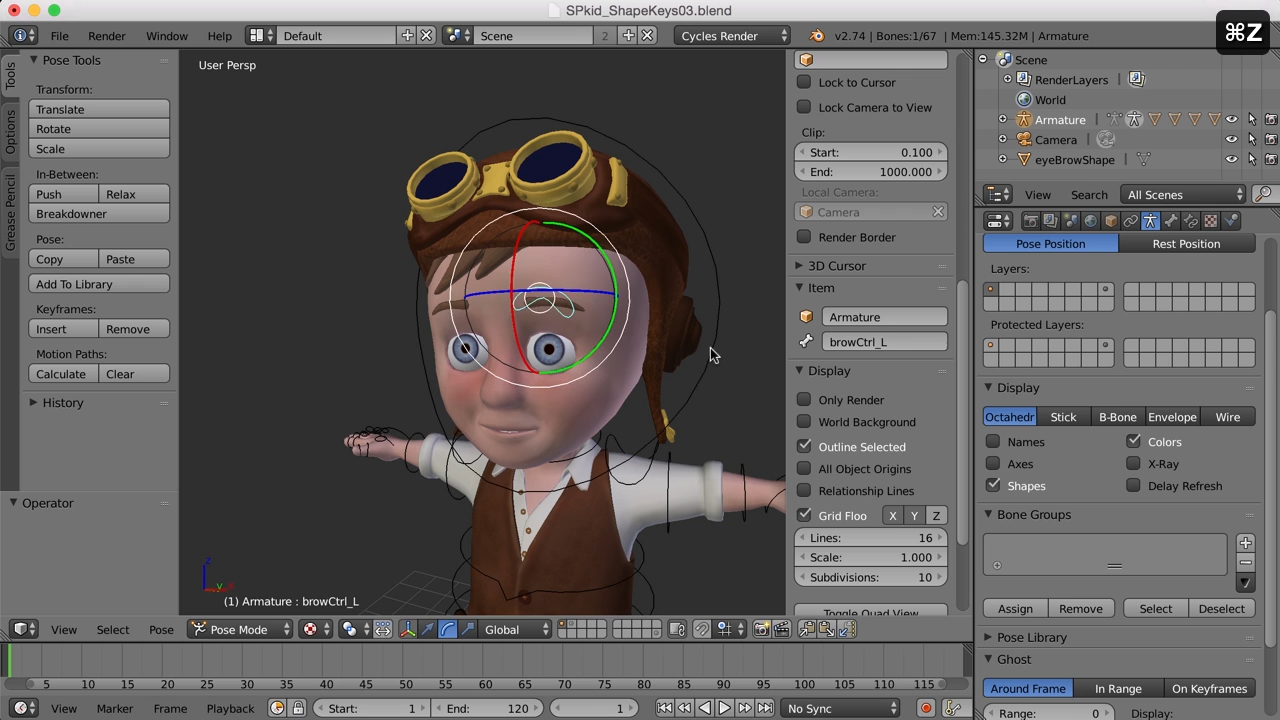 SPkid_ShapeKeys03.blend
⌘Z
File Render Window Help Default Scene 2 Cycles Render v2.74 | Bones:1/67 | Mem:145.32M | Armature
Tools
Options
Grease Pencil
Pose Tools
Transform:
Translate
Rotate
Scale
In-Between:
Push Relax
Breakdowner
Pose:
Copy Paste
Add To Library
Keyframes:
Insert Remove
Motion Paths:
Calculate Clear
History
Operator
User Persp
z
y
(1) Armature : browCtrl_L
Lock to Cursor
Lock Camera to View
Clip:
Start: 0.100
End: 1000.000
Local Camera:
Camera
Render Border
3D Cursor
Item
Armature
browCtrl_L
Display
Only Render
World Background
Outline Selected
All Object Origins
Relationship Lines
Grid Floo X Y Z
Lines: 16
Scale: 1.000
Subdivisions: 10
Toggle Quad View
Scene
RenderLayers |
World
Armature |
Camera |
eyeBrowShape |
View Search All Scenes
Pose Position Rest Position
Layers:
Protected Layers:
Display
Octahedr Stick B-Bone Envelope Wire
Names Colors
Axes X-Ray
Shapes Delay Refresh
Bone Groups
Assign Remove Select Deselect
Pose Library
Ghost
Around Frame In Range On Keyframes
Range: 0 Display:
View Select Pose Pose Mode Global
5 10 15 20 25 30 35 40 45 50 55 60 65 70 75 80 85 90 95 100 105 110 115
View Marker Frame Playback Start: 1 End: 120 1 No Sync